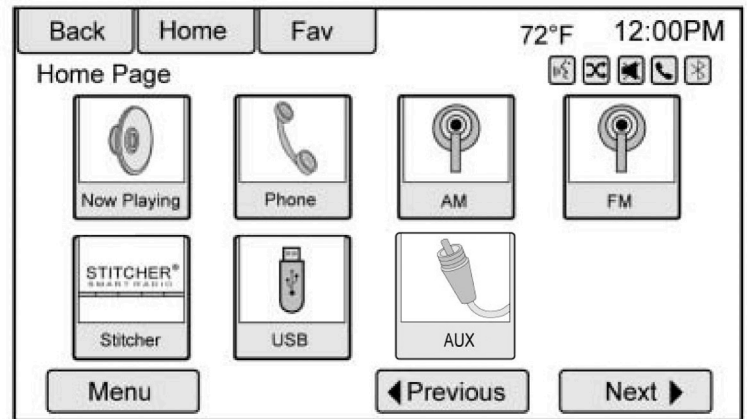 Back Home Fav 72°F 12:00PM
Home Page
Now Playing Phone AM FM
STITCHER®
SMART RADIO
Stitcher USB AUX
Menu Previous Next